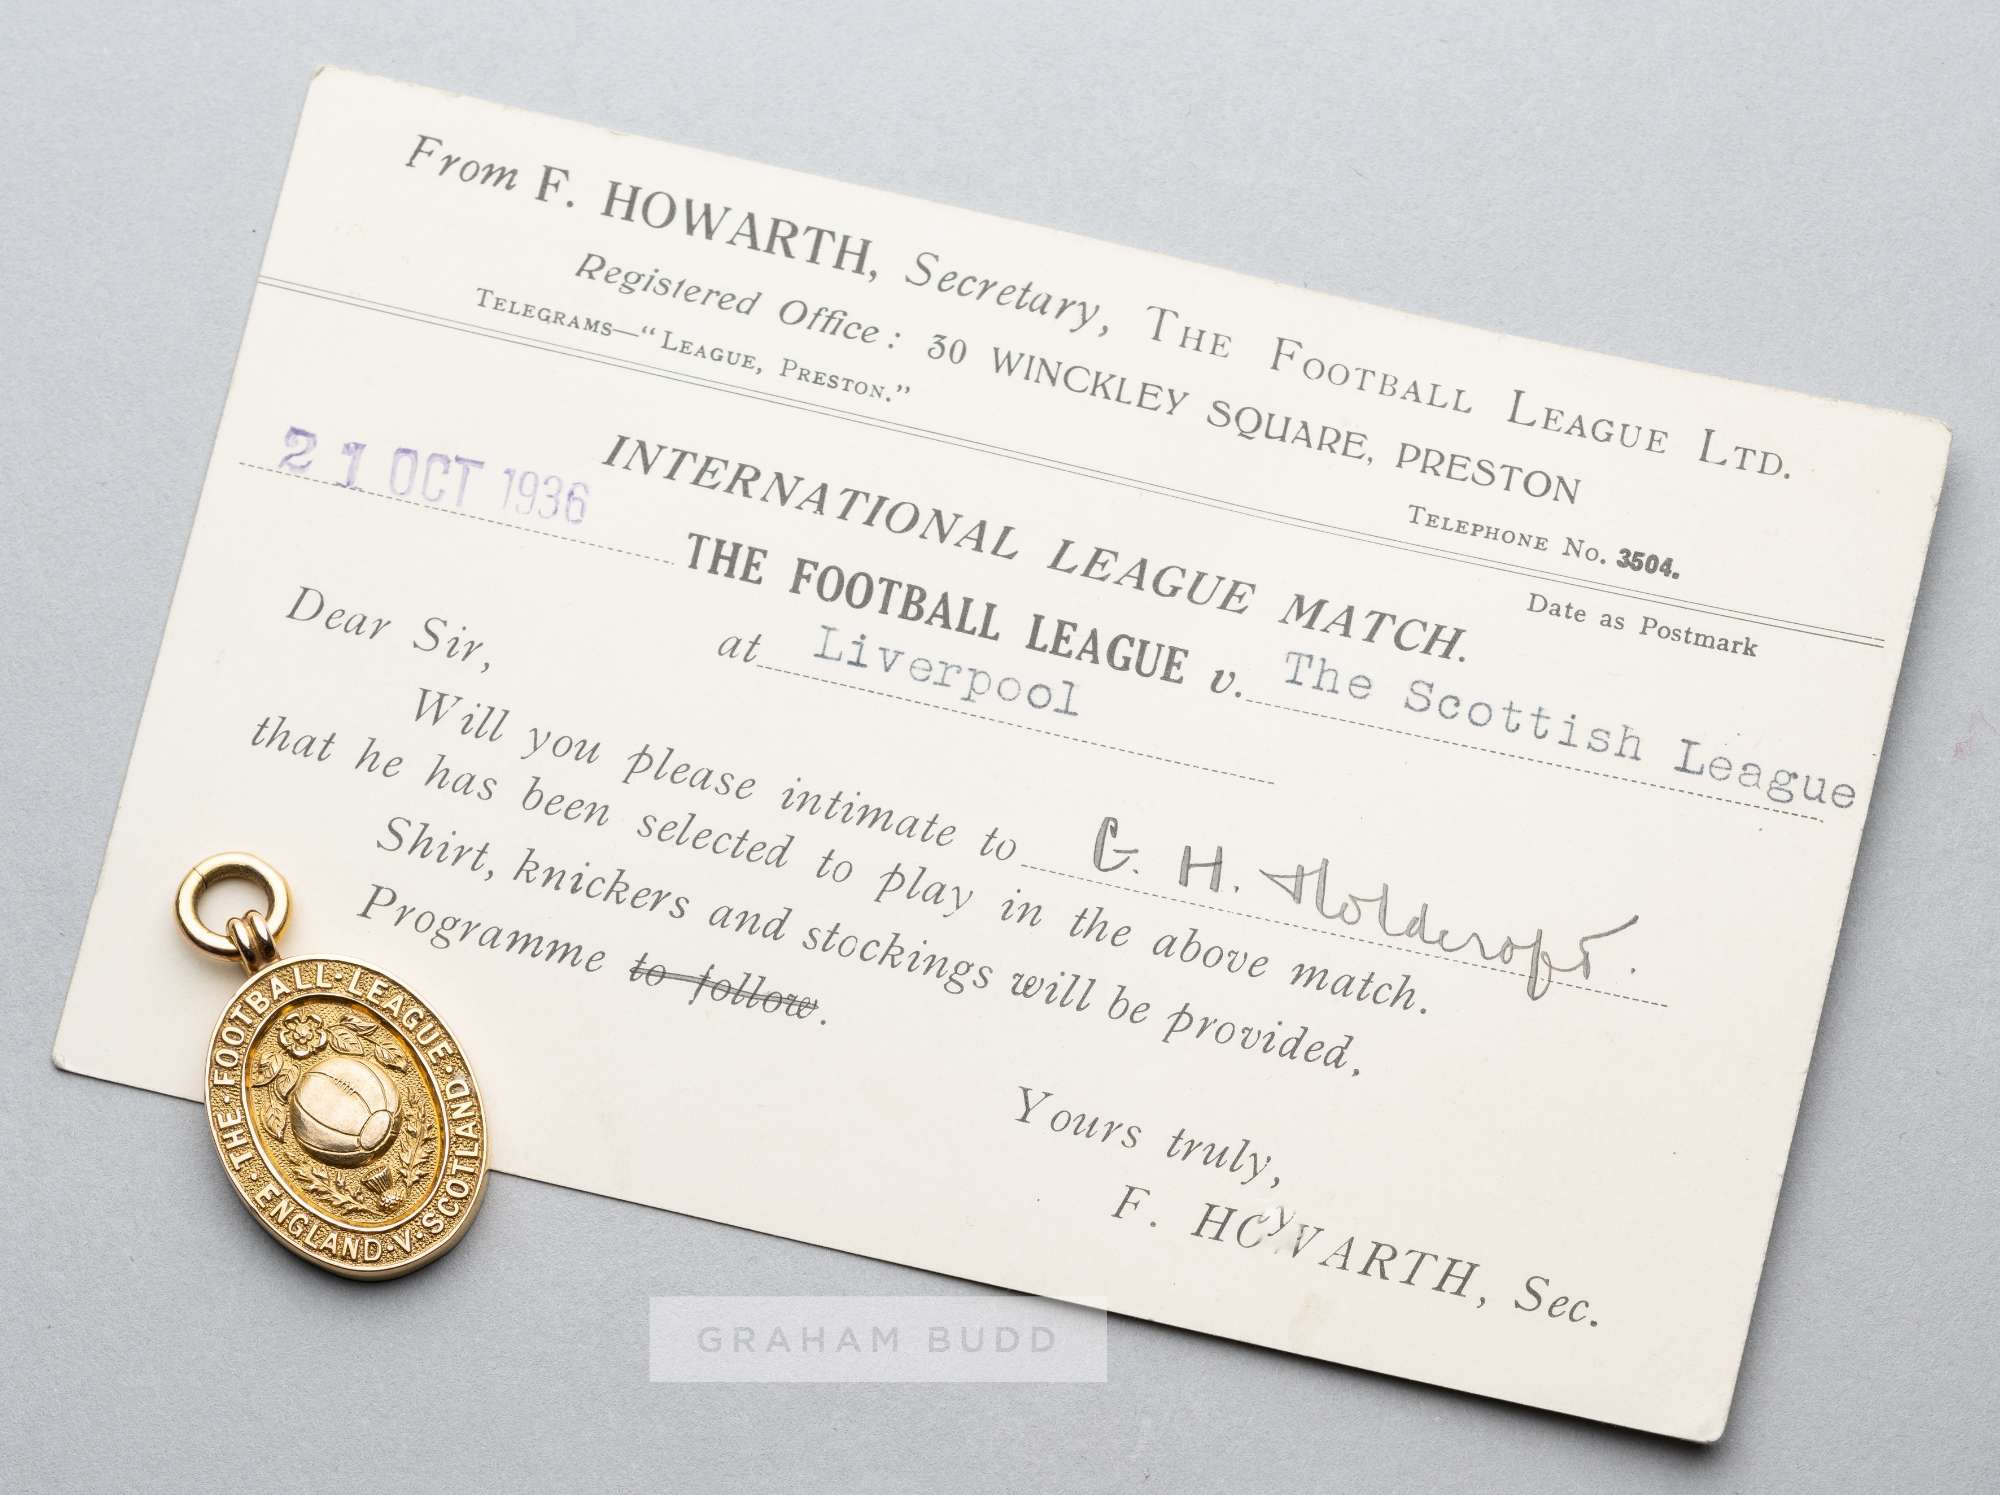 From F. HOWARTH, Secretary, THE FOOTBALL LEAGUE LTD.
Registered Office: 30 WINCKLEY SQUARE, PRESTON
TELEGRAMS—"LEAGUE, PRESTON." TELEPHONE No. 3504.
Date as Postmark
INTERNATIONAL LEAGUE MATCH.
21 OCT 1936 THE FOOTBALL LEAGUE v. The Scottish League
at Liverpool
Dear Sir,
Will you please intimate to G. H. Holdcroft.
that he has been selected to play in the above match.
Shirt, knickers and stockings will be provided.
Programme to follow.
Yours truly,
F. HOWARTH, Sec.
THE · FOOTBALL · LEAGUE ·
ENGLAND · V · SCOTLAND
GRAHAM BUDD